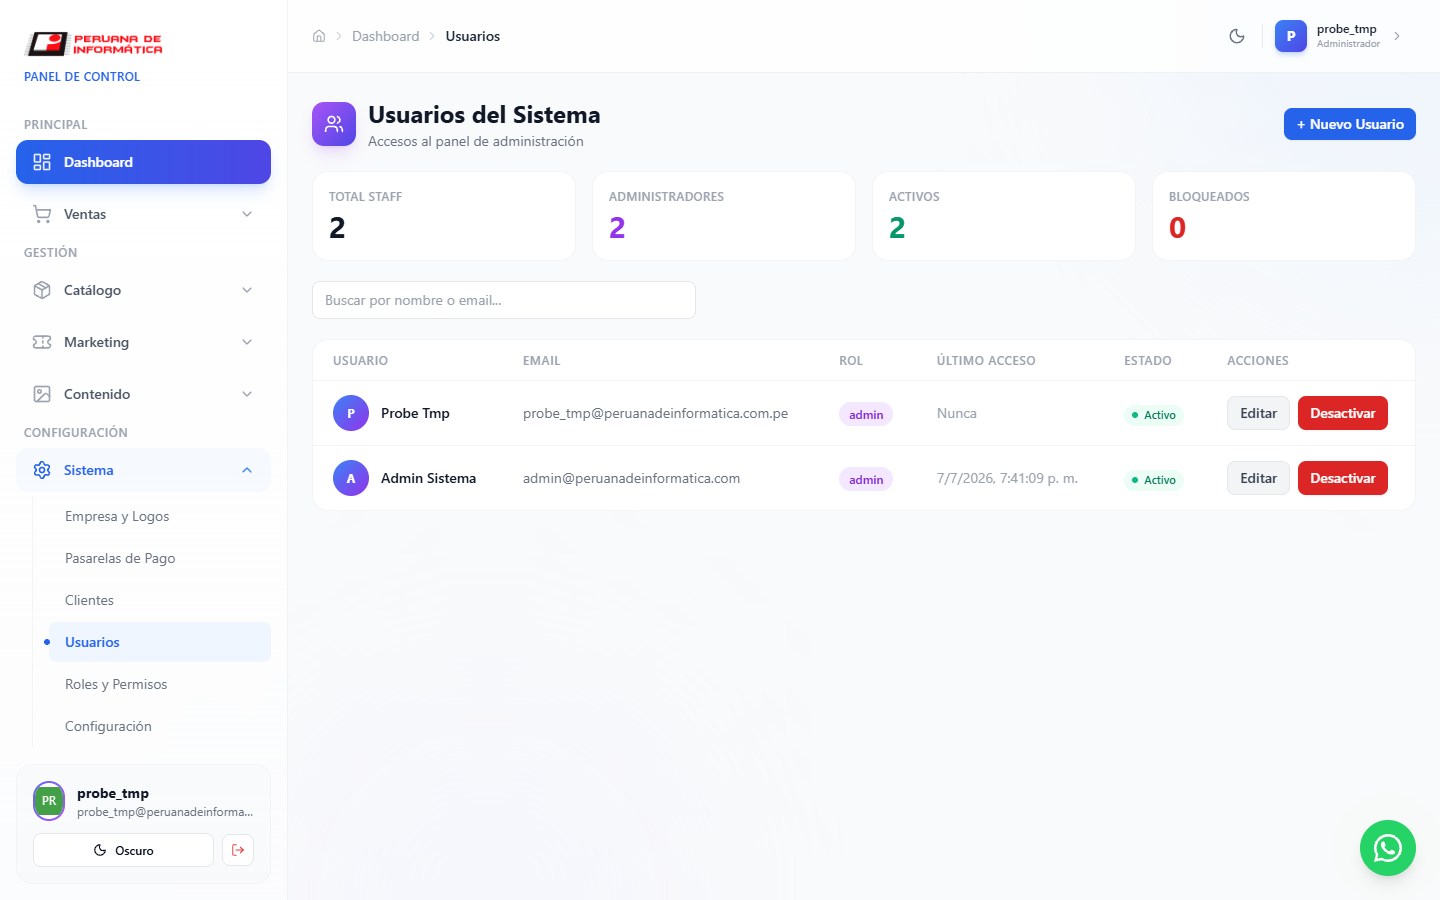 PERUANA DE
INFORMÁTICA
PANEL DE CONTROL
PRINCIPAL
Dashboard
Ventas
GESTIÓN
Catálogo
Marketing
Contenido
CONFIGURACIÓN
Sistema
Empresa y Logos
Pasarelas de Pago
Clientes
Usuarios
Roles y Permisos
Configuración
PR
probe_tmp
probe_tmp@peruanadeinforma...
Oscuro
Dashboard
Usuarios
P
probe_tmp
Administrador
Usuarios del Sistema
Accesos al panel de administración
+ Nuevo Usuario
TOTAL STAFF
2
ADMINISTRADORES
2
ACTIVOS
2
BLOQUEADOS
0
Buscar por nombre o email...
USUARIO EMAIL ROL ÚLTIMO ACCESO ESTADO ACCIONES
P Probe Tmp probe_tmp@peruanadeinformatica.com.pe admin Nunca Activo Editar Desactivar
A Admin Sistema admin@peruanadeinformatica.com admin 7/7/2026, 7:41:09 p. m. Activo Editar Desactivar